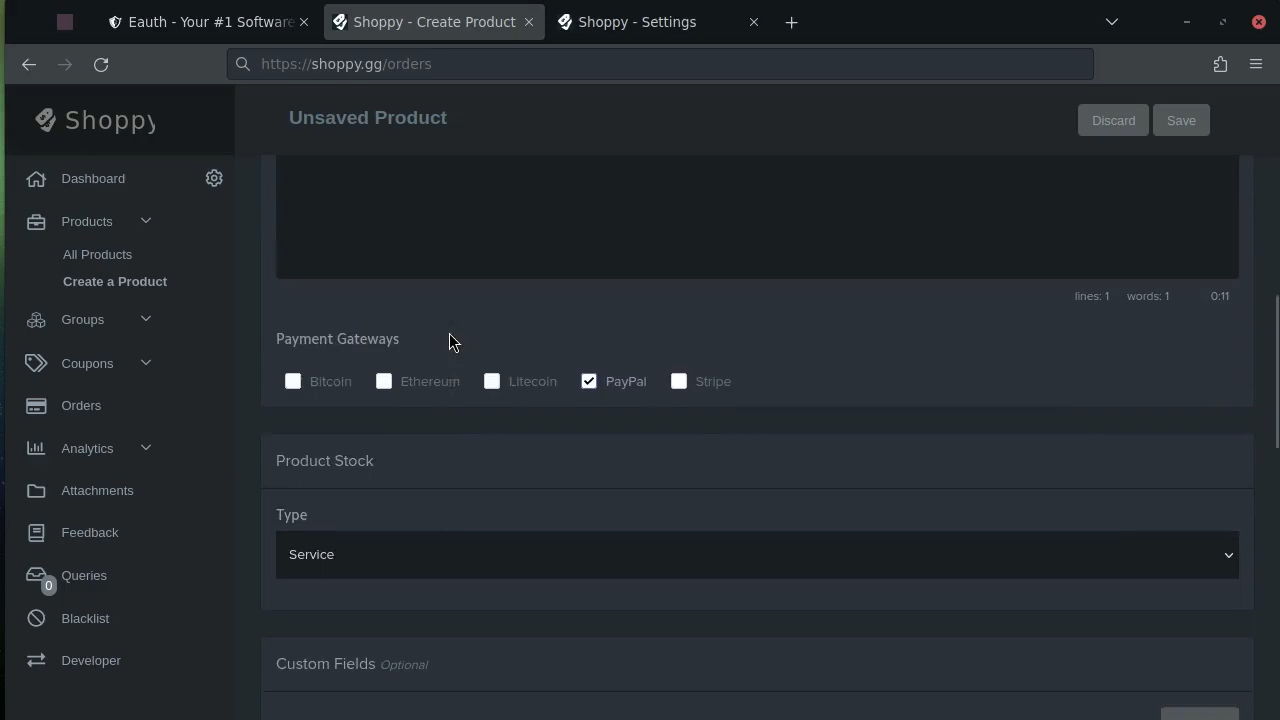 Eauth - Your #1 Software
Shoppy - Create Product
Shoppy - Settings
https://shoppy.gg/orders
Shoppy
Unsaved Product
Discard
Save
Dashboard
Products
All Products
Create a Product
Groups
Coupons
Orders
Analytics
Attachments
Feedback
Queries
0
Blacklist
Developer
lines: 1 words: 1 0:11
Payment Gateways
Bitcoin Ethereum Litecoin PayPal Stripe
Product Stock
Type
Service
Custom Fields Optional